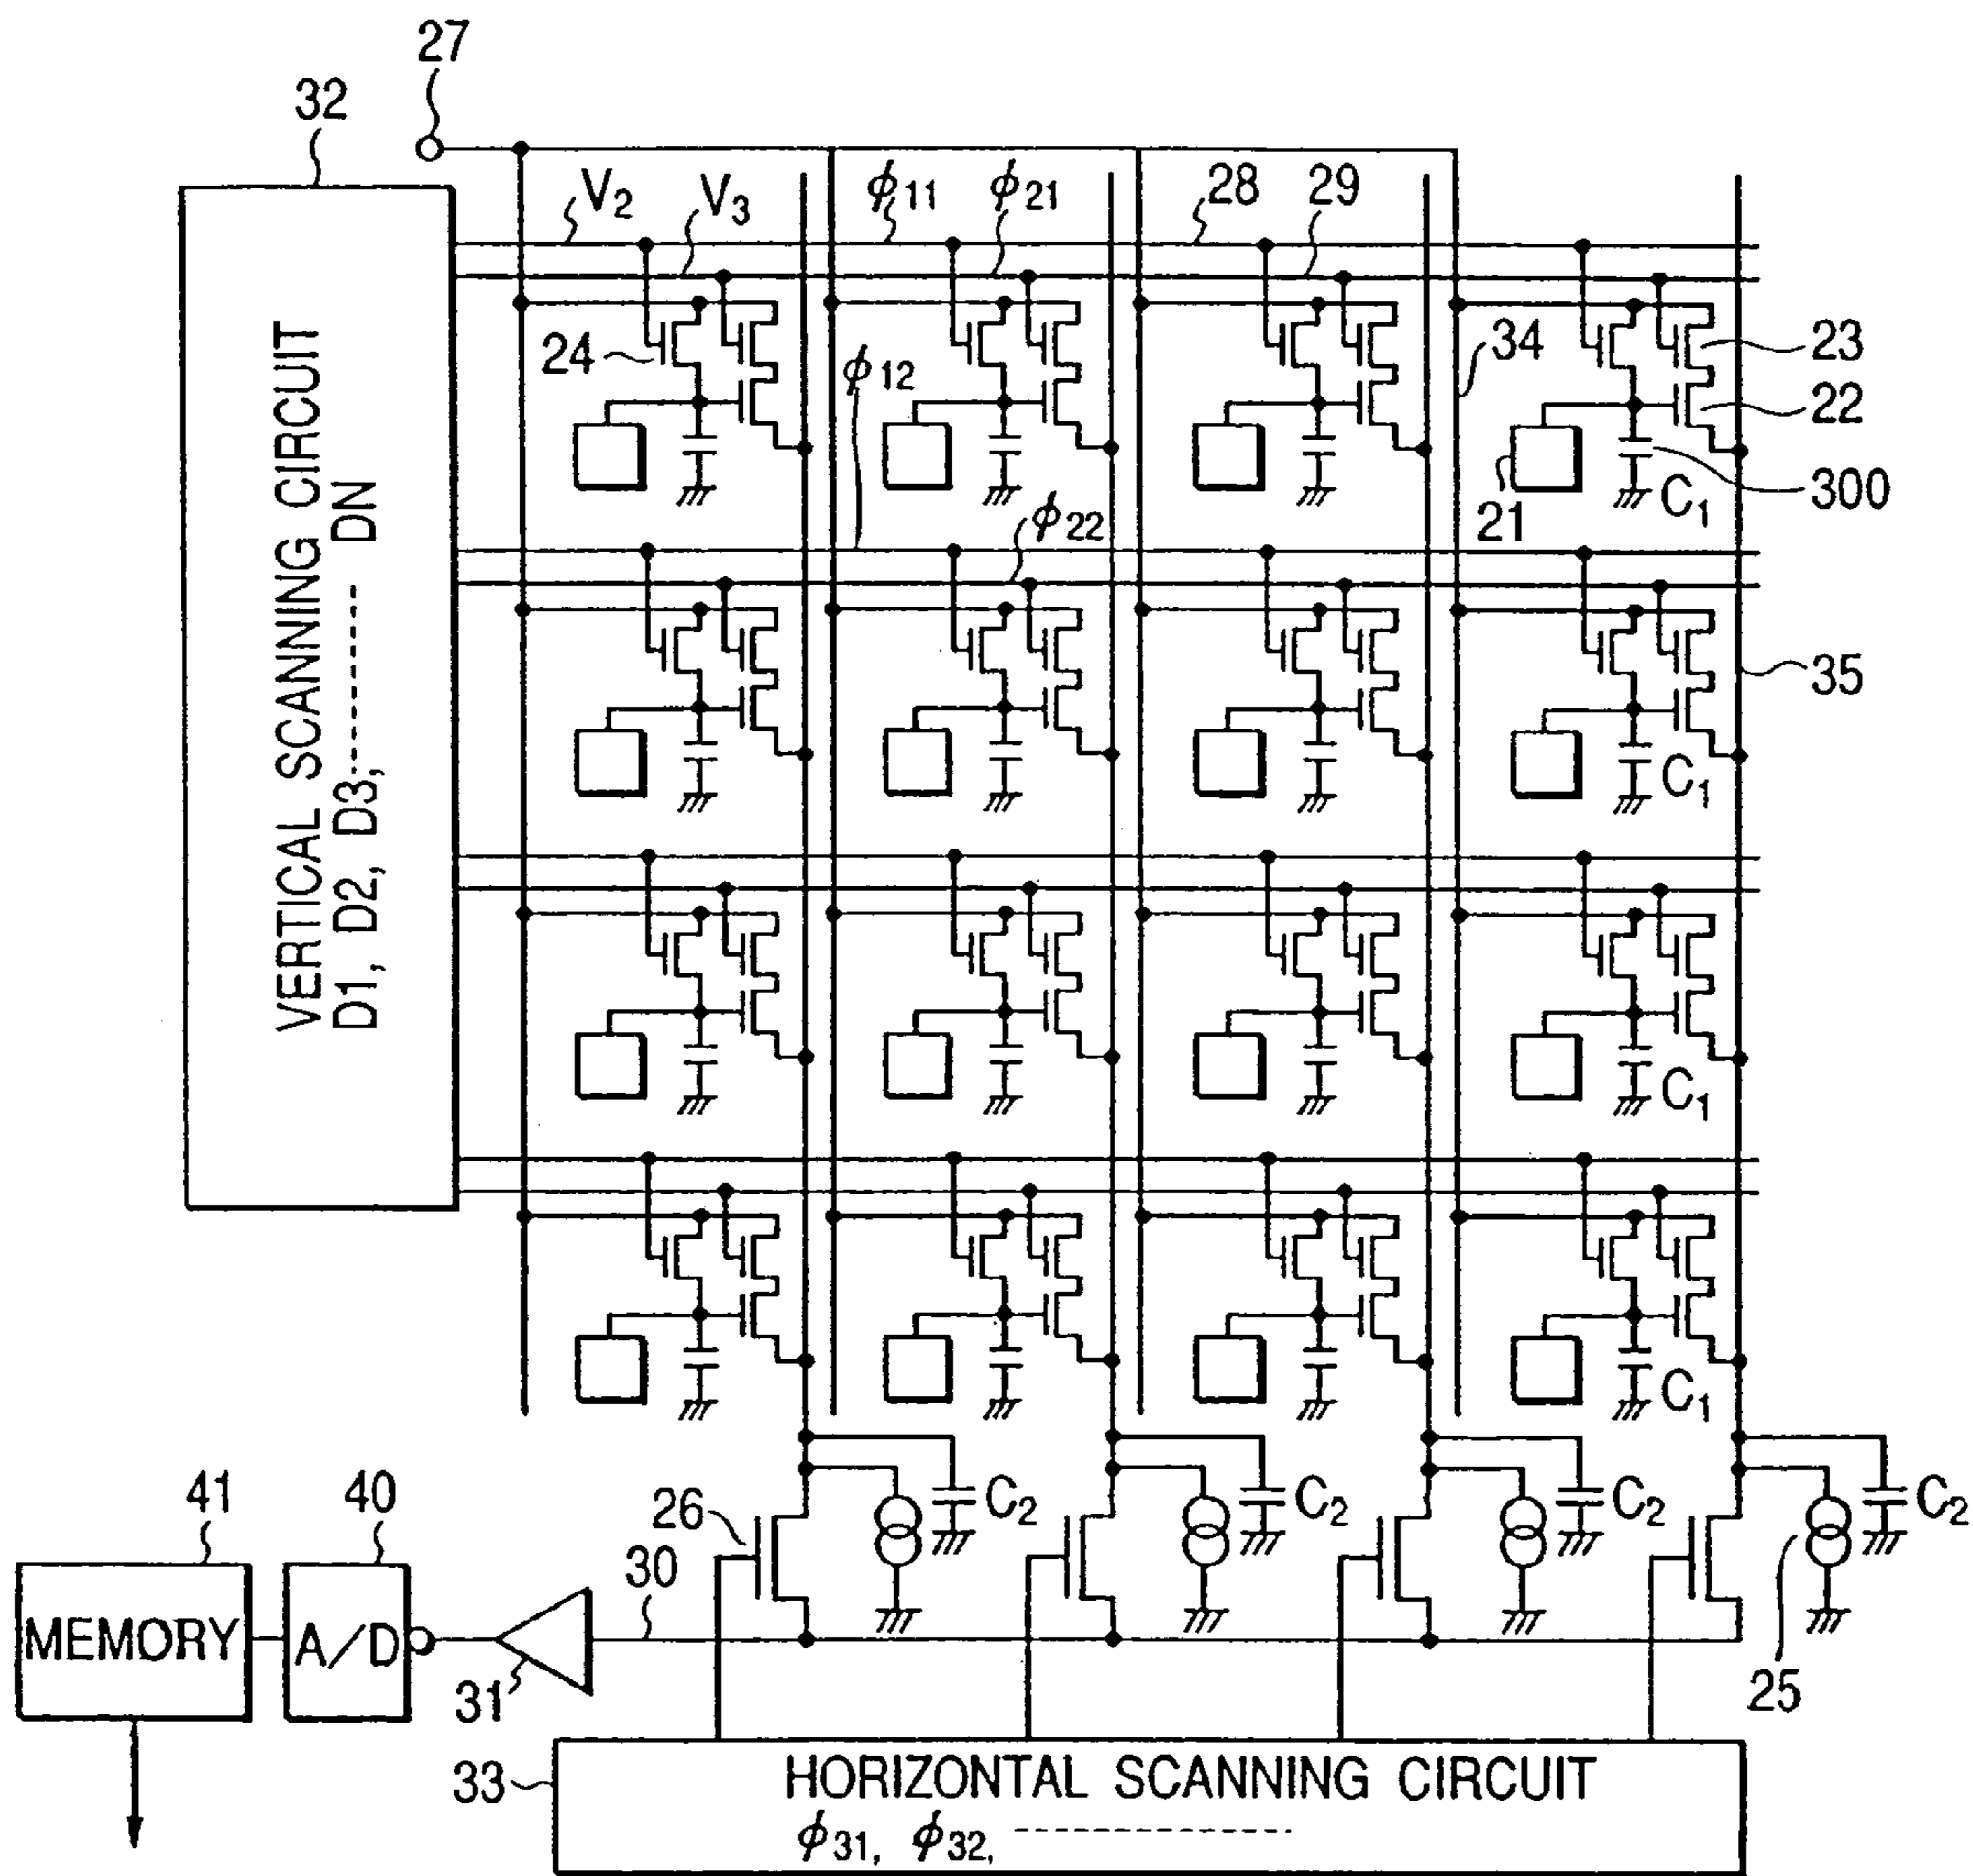 27
32
V2
V3
ϕ11
ϕ21
28
29
VERTICAL SCANNING CIRCUIT
D1, D2, D3,---------- DN
24
34
23
ϕ12
22
21
C1
300
ϕ22
35
C1
C1
C1
41
40
26
C2
C2
C2
C2
30
MEMORY
A/D
31
25
33
HORIZONTAL SCANNING CIRCUIT
ϕ31, ϕ32, ----------------